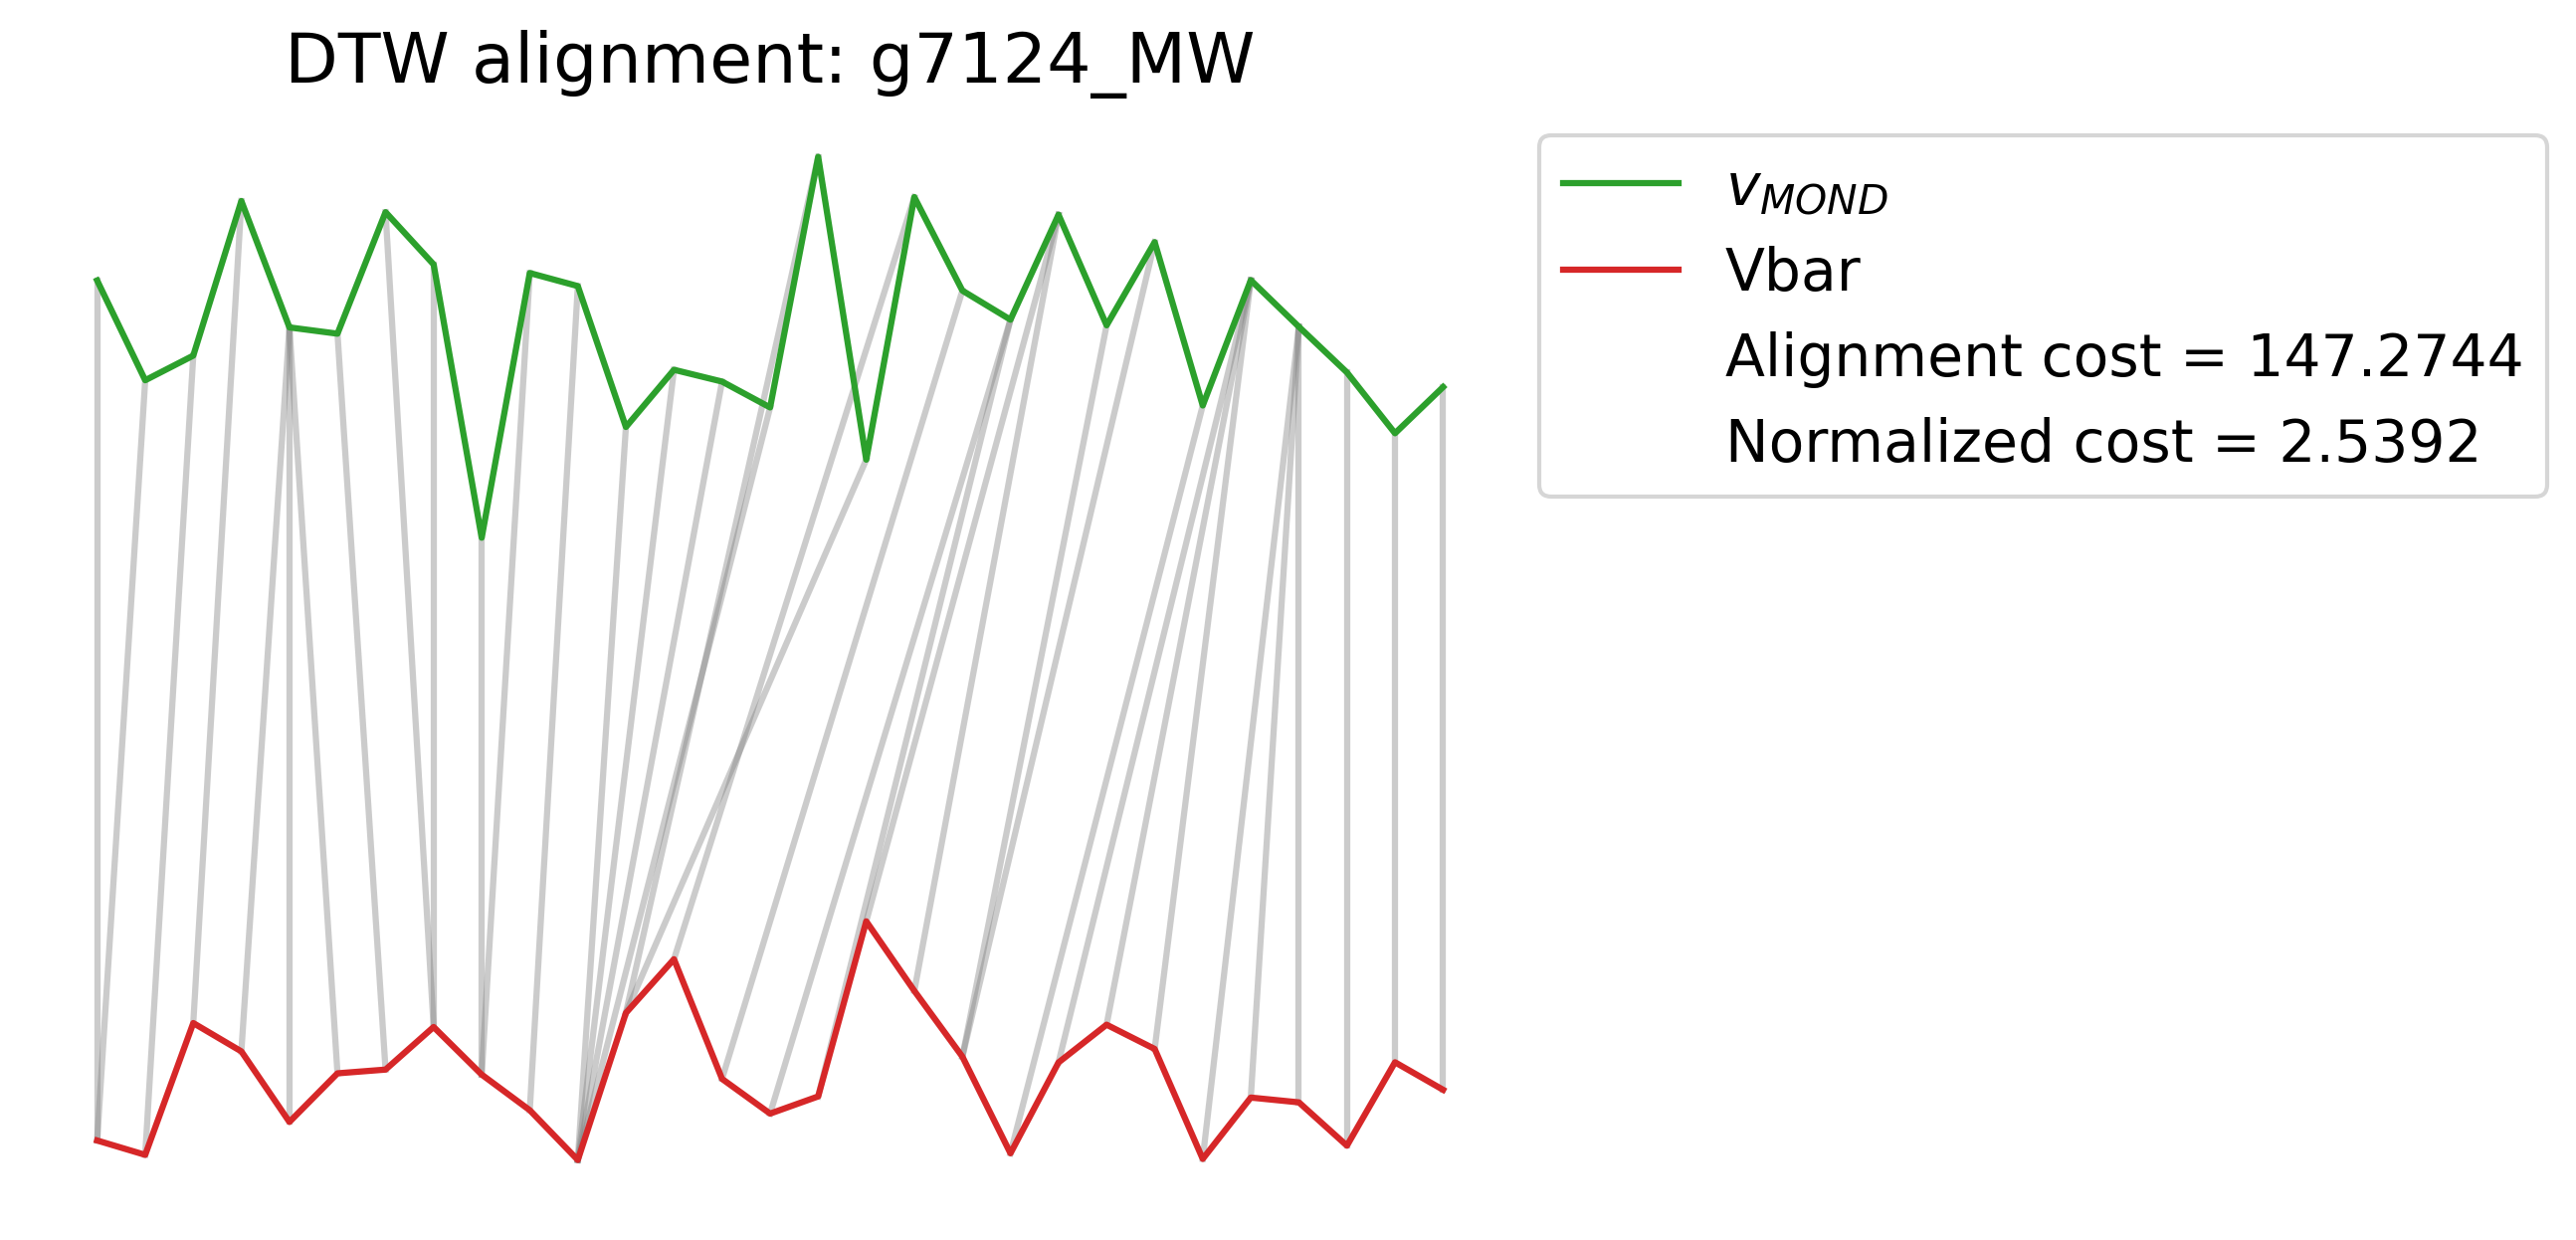 DTW alignment: g7124_MW
v_MOND
Vbar
Alignment cost = 147.2744
Normalized cost = 2.5392